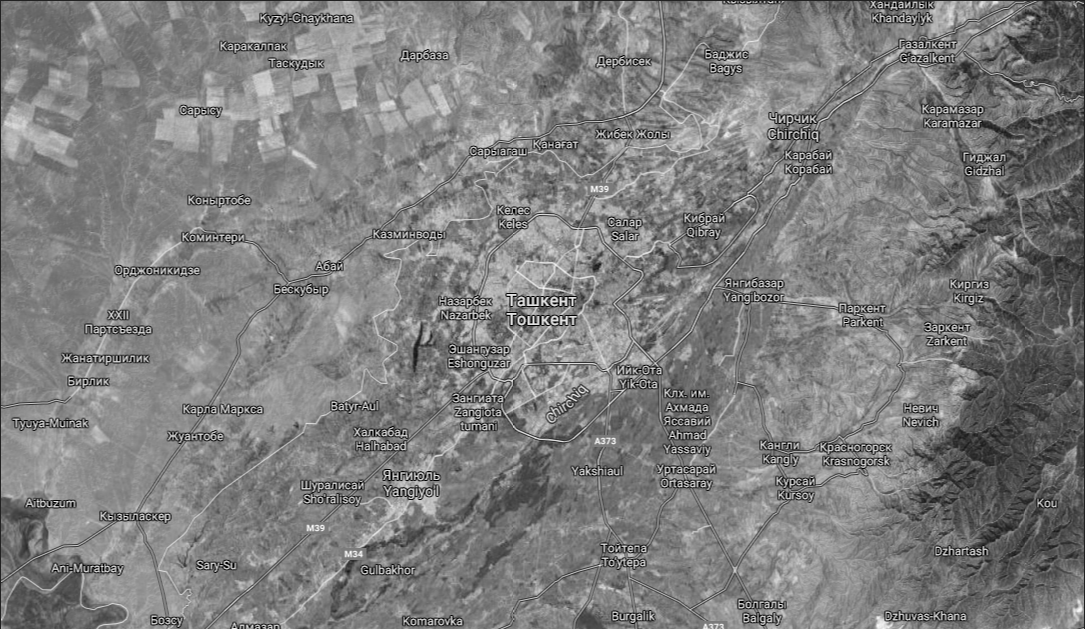 Хандайлык
Khandaylyk
Kyzyl-Chaykhana
Каракалпак
Таскудык
Дарбаза
Дербисек
Баджис
Bagys
Газалкент
G'azalkent
Сарысу
Жибек Жолы
Чирчик
Chirchiq
Карамазар
Karamazar
Сарыагаш
Қанағат
Карабай
Корабай
Гиджал
Gidzhal
M39
Коныртобе
Келес
Keles
Салар
Salar
Кибрай
Qibray
Коминтери
Казминводы
Орджоникидзе
Абай
Бескубыр
Янгибазар
Yangibozor
Киргиз
Kirgiz
Назарбек
Nazarbek
Ташкент
Тошкент
Паркент
Parkent
XXII
Партсъезда
Заркент
Zarkent
Жанатиршилик
Эшангузар
Eshonguzar
Бирлик
Ийк-Ота
Yik-Ota
Карла Маркса
Batyr-Aul
Зангиата
Zangiota
tumani
Chirchiq
Клх. им.
Ахмада
Яссавий
Ahmad
Yassaviy
Невич
Nevich
Tyuya-Muinak
Жуантобе
Халкабад
Halhabad
A373
Кангли
Kangly
Красногорск
Krasnogorsk
Yakshiaul
Уртасарай
Ortasaray
Янгиюль
Yangiyo'l
Шуралисай
Sho'ralisoy
Курсай
Kursoy
Aitbuzum
Кызыласкер
Kou
M39
M34
Тойтепа
To'ytepa
Dzhartash
Ani-Muratbay
Sary-Su
Gulbakhor
Бозсу
Алмазар
Komarovka
Burgalik
A373
Болгалы
Balgaly
Dzhuvas-Khana